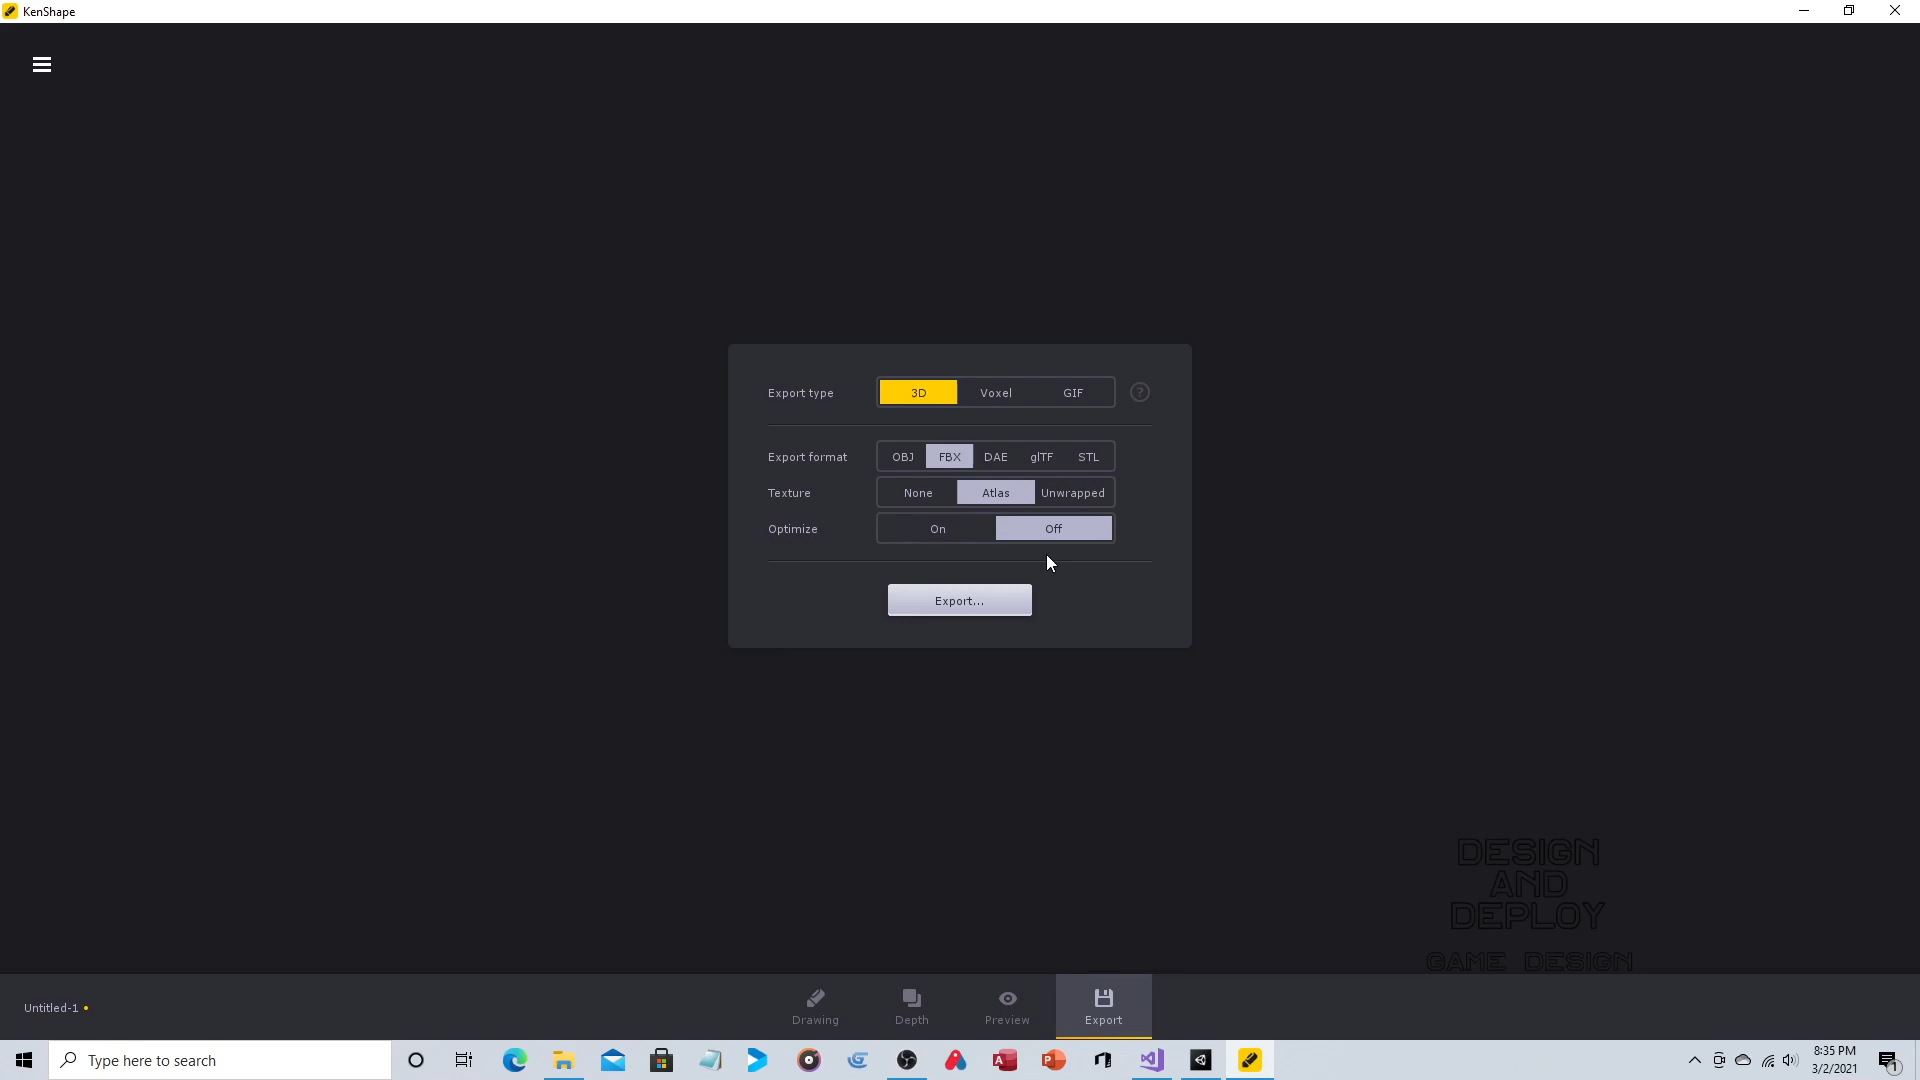 KenShape
Export type 3D Voxel GIF ?
Export format OBJ FBX DAE glTF STL
Texture None Atlas Unwrapped
Optimize On Off
Export...
DESIGN
AND
DEPLOY
GAME DESIGN
Untitled-1
Drawing Depth Preview Export
Type here to search
8:35 PM
3/2/2021
1